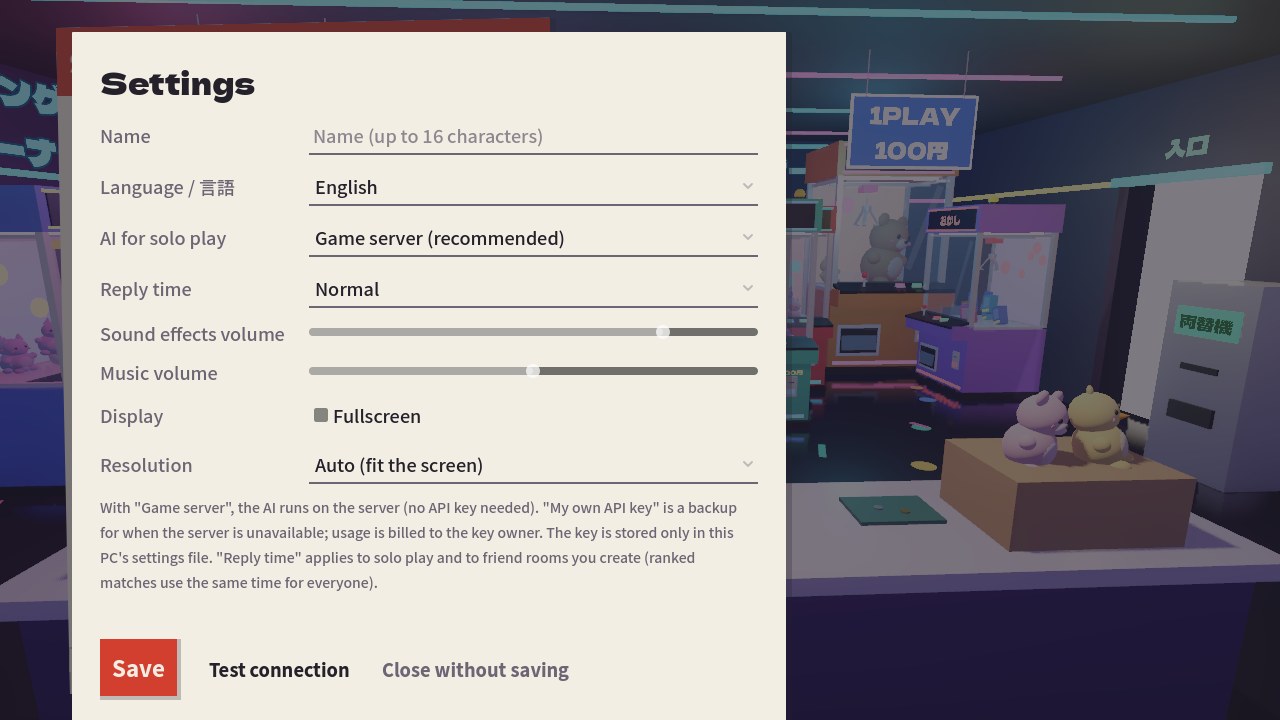 Settings
Name
Name (up to 16 characters)
Language / 言語
English
AI for solo play
Game server (recommended)
Reply time
Normal
Sound effects volume
Music volume
Display
Fullscreen
Resolution
Auto (fit the screen)
With "Game server", the AI runs on the server (no API key needed). "My own API key" is a backup
for when the server is unavailable; usage is billed to the key owner. The key is stored only in this
PC's settings file. "Reply time" applies to solo play and to friend rooms you create (ranked
matches use the same time for everyone).
Save
Test connection
Close without saving
1PLAY
100円
入口
おかし
両替機